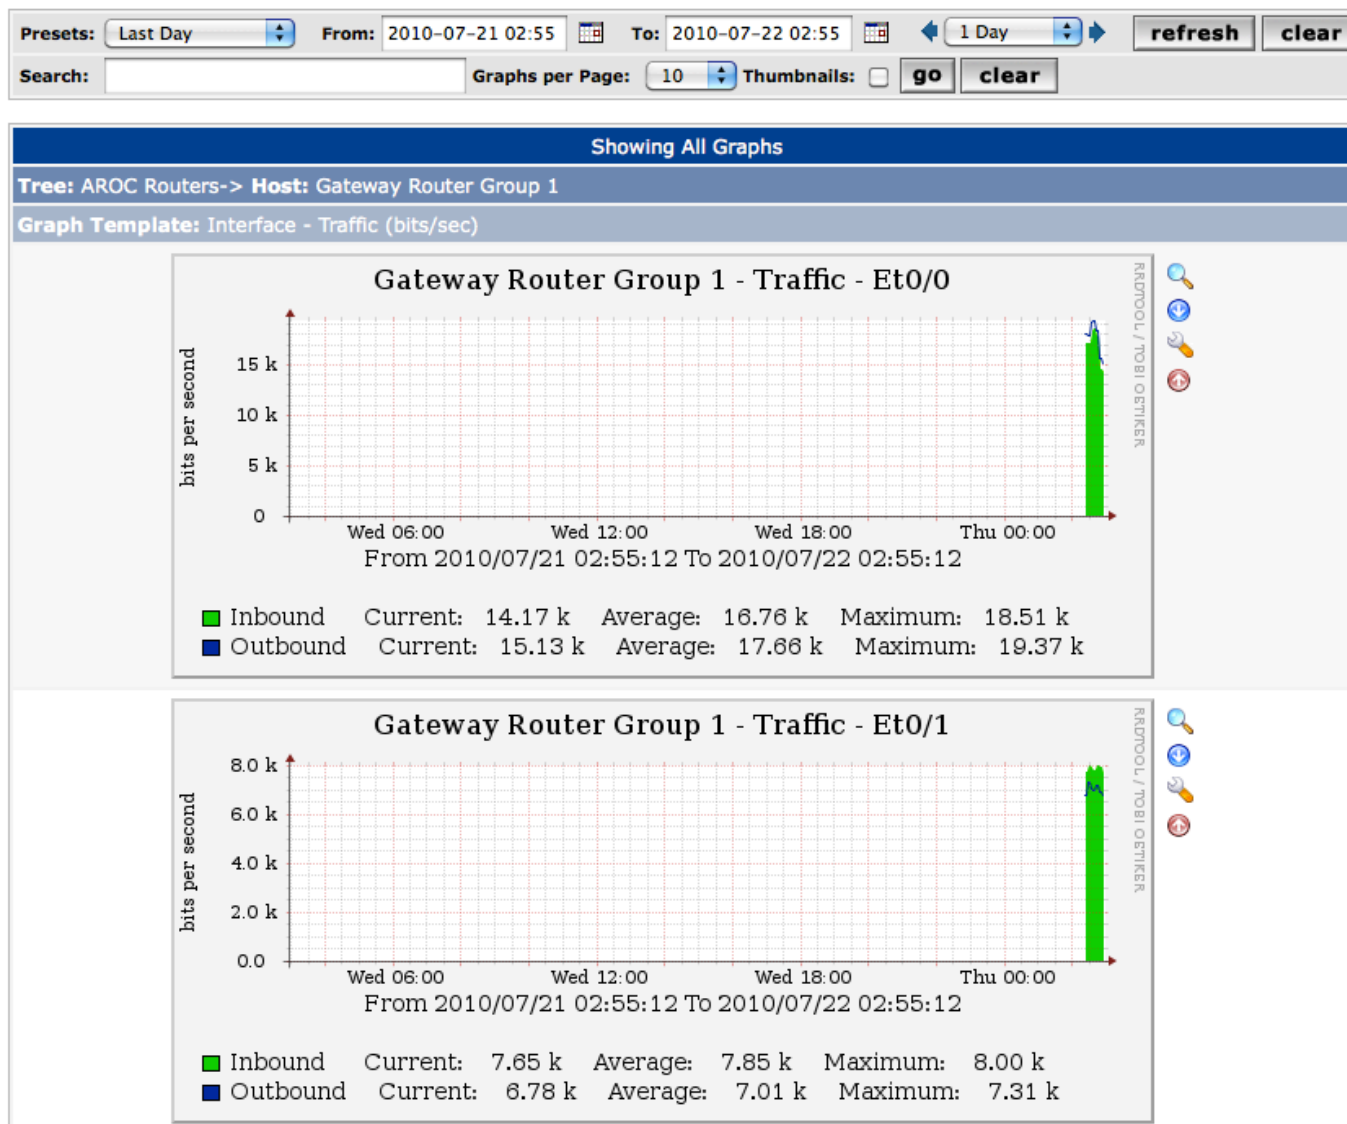 Presets: Last Day From: 2010-07-21 02:55 To: 2010-07-22 02:55 1 Day refresh clear
Search: Graphs per Page: 10 Thumbnails: go clear
Showing All Graphs
Tree: AROC Routers-> Host: Gateway Router Group 1
Graph Template: Interface - Traffic (bits/sec)
Gateway Router Group 1 - Traffic - Et0/0
RRDTOOL / TOBI OETIKER
bits per second
15 k
10 k
5 k
0
Wed 06:00 Wed 12:00 Wed 18:00 Thu 00:00
From 2010/07/21 02:55:12 To 2010/07/22 02:55:12
Inbound Current: 14.17 k Average: 16.76 k Maximum: 18.51 k
Outbound Current: 15.13 k Average: 17.66 k Maximum: 19.37 k
Gateway Router Group 1 - Traffic - Et0/1
RRDTOOL / TOBI OETIKER
bits per second
8.0 k
6.0 k
4.0 k
2.0 k
0.0
Wed 06:00 Wed 12:00 Wed 18:00 Thu 00:00
From 2010/07/21 02:55:12 To 2010/07/22 02:55:12
Inbound Current: 7.65 k Average: 7.85 k Maximum: 8.00 k
Outbound Current: 6.78 k Average: 7.01 k Maximum: 7.31 k